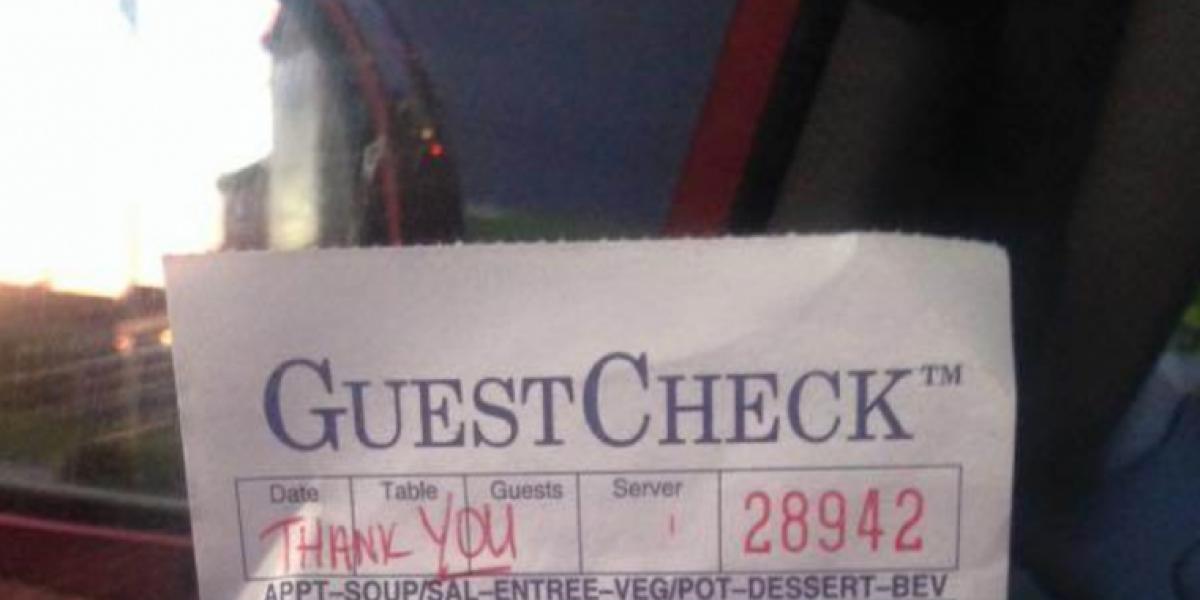 GUESTCHECK™
Date Table Guests Server
THANK YOU 28942
APPT–SOUP/SAL–ENTREE–VEG/POT–DESSERT–BEV